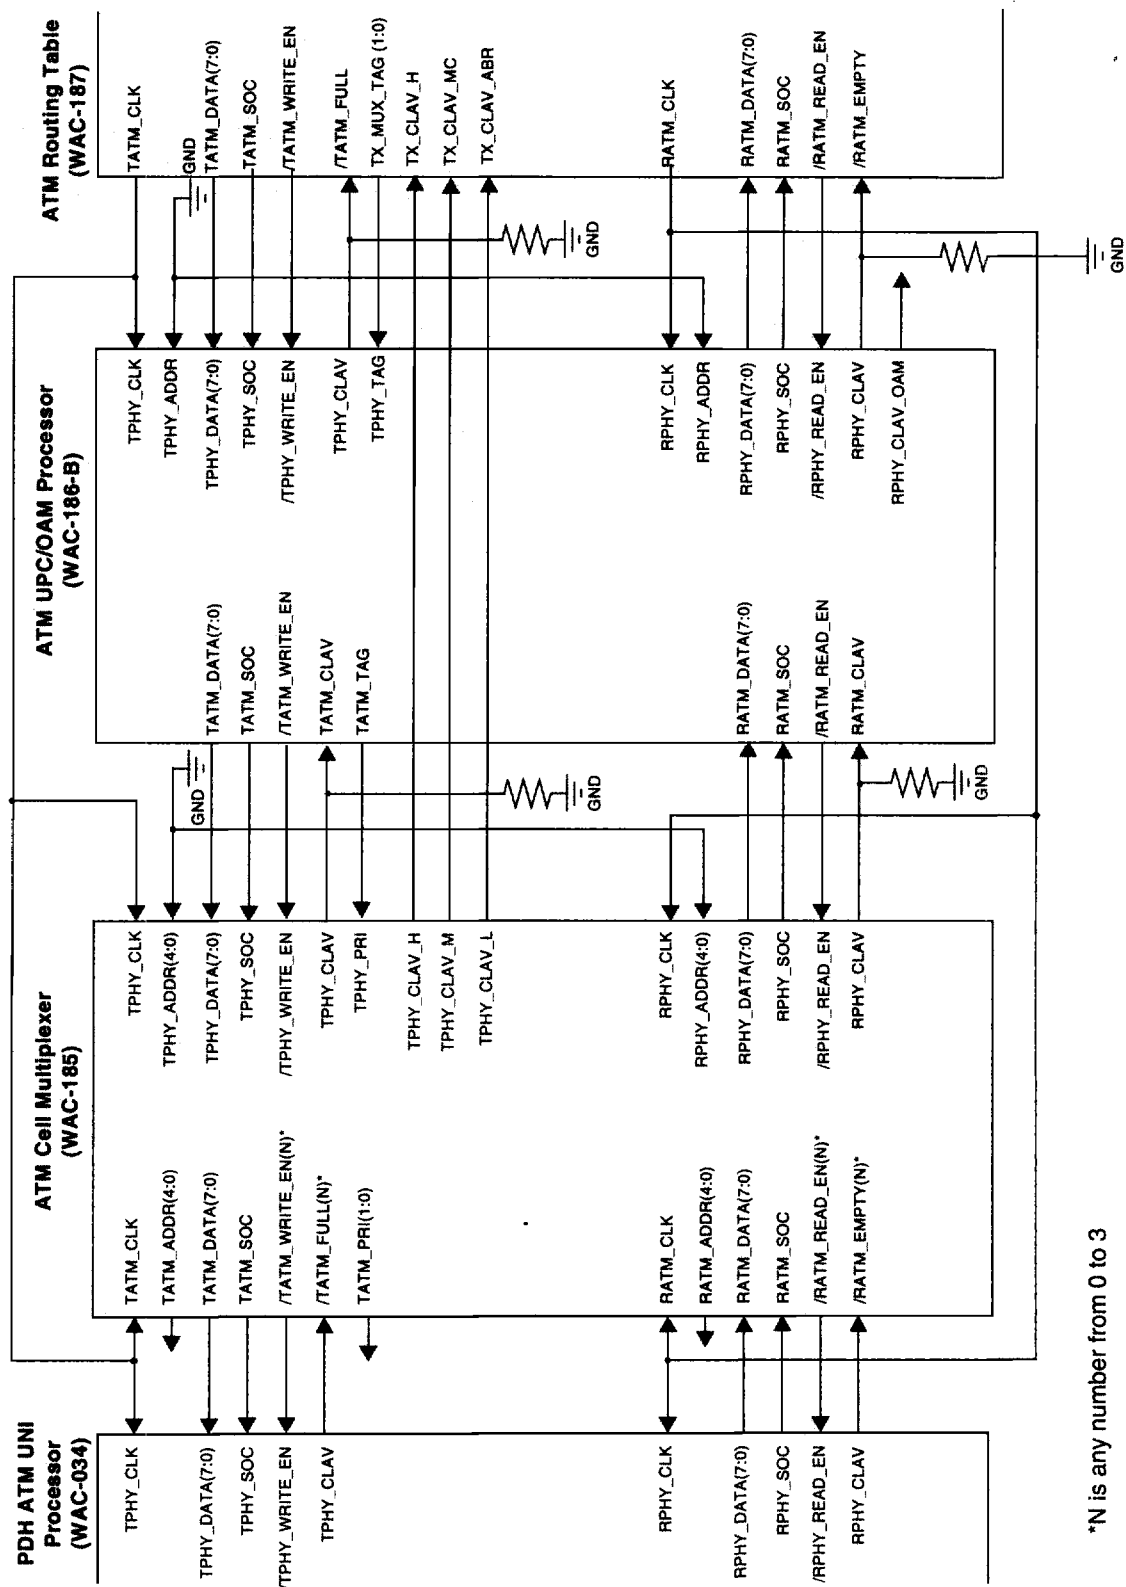 PDH ATM UNI
Processor
(WAC-034)
TPHY_CLK
TPHY_DATA(7:0)
TPHY_SOC
/TPHY_WRITE_EN
TPHY_CLAV
RPHY_CLK
RPHY_DATA(7:0)
RPHY_SOC
/RPHY_READ_EN
RPHY_CLAV
ATM Cell Multiplexer
(WAC-185)
TATM_CLK
TATM_ADDR(4:0)
TATM_DATA(7:0)
TATM_SOC
/TATM_WRITE_EN(N)*
/TATM_FULL(N)*
TATM_PRI(1:0)
RATM_CLK
RATM_ADDR(4:0)
RATM_DATA(7:0)
RATM_SOC
/RATM_READ_EN(N)*
/RATM_EMPTY(N)*
TPHY_CLK
TPHY_ADDR(4:0)
TPHY_DATA(7:0)
TPHY_SOC
/TPHY_WRITE_EN
TPHY_CLAV
TPHY_PRI
TPHY_CLAV_H
TPHY_CLAV_M
TPHY_CLAV_L
RPHY_CLK
RPHY_ADDR(4:0)
RPHY_DATA(7:0)
RPHY_SOC
/RPHY_READ_EN
RPHY_CLAV
GND
GND
GND
ATM UPC/OAM Processor
(WAC-186-B)
TATM_DATA(7:0)
TATM_SOC
/TATM_WRITE_EN
TATM_CLAV
TATM_TAG
RATM_DATA(7:0)
RATM_SOC
/RATM_READ_EN
RATM_CLAV
TPHY_CLK
TPHY_ADDR
TPHY_DATA(7:0)
TPHY_SOC
/TPHY_WRITE_EN
TPHY_CLAV
TPHY_TAG
RPHY_CLK
RPHY_ADDR
RPHY_DATA(7:0)
RPHY_SOC
/RPHY_READ_EN
RPHY_CLAV
RPHY_CLAV_OAM
GND
GND
GND
ATM Routing Table
(WAC-187)
TATM_CLK
TATM_DATA(7:0)
TATM_SOC
/TATM_WRITE_EN
/TATM_FULL
TX_MUX_TAG (1:0)
TX_CLAV_H
TX_CLAV_MC
TX_CLAV_ABR
RATM_CLK
RATM_DATA(7:0)
RATM_SOC
/RATM_READ_EN
/RATM_EMPTY
*N is any number from 0 to 3